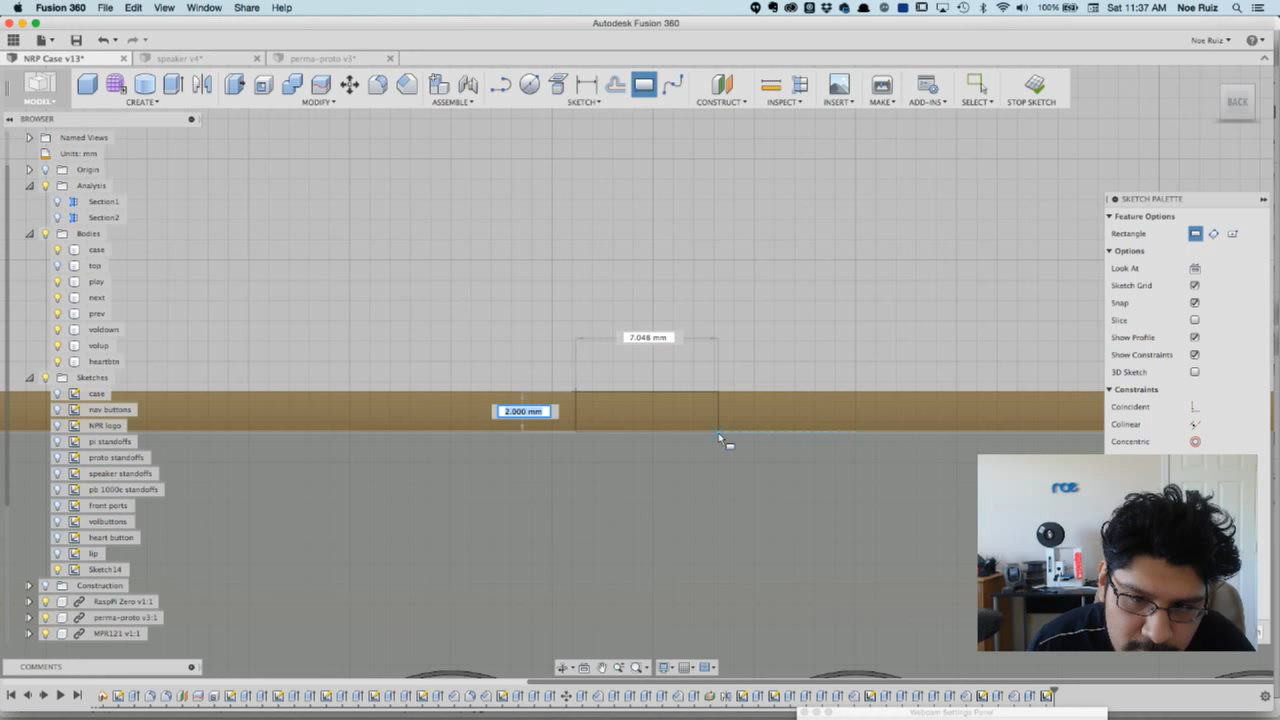 Fusion 360 File Edit View Window Share Help 100% Sat 11:37 AM Noe Ruiz
Autodesk Fusion 360
Noe Ruiz
NRP Case v13* speaker v4* perma-proto v3*
MODEL CREATE MODIFY ASSEMBLE SKETCH CONSTRUCT INSPECT INSERT MAKE ADD-INS SELECT STOP SKETCH
BACK
BROWSER
Named Views
Units: mm
Origin
Analysis
Section1
Section2
Bodies
case
top
play
next
prev
voldown
volup
heartbtn
Sketches
case
nav buttons
NPR logo
pi standoffs
proto standoffs
speaker standoffs
pb 1000c standoffs
front ports
volbuttons
heart button
lip
Sketch14
Construction
RaspPi Zero v1:1
perma-proto v3:1
MPR121 v1:1
COMMENTS
7.048 mm
2.000 mm
SKETCH PALETTE
Feature Options
Rectangle
Options
Look At
Sketch Grid
Snap
Slice
Show Profile
Show Constraints
3D Sketch
Constraints
Coincident
Colinear
Concentric
noe
Webcam Settings Panel